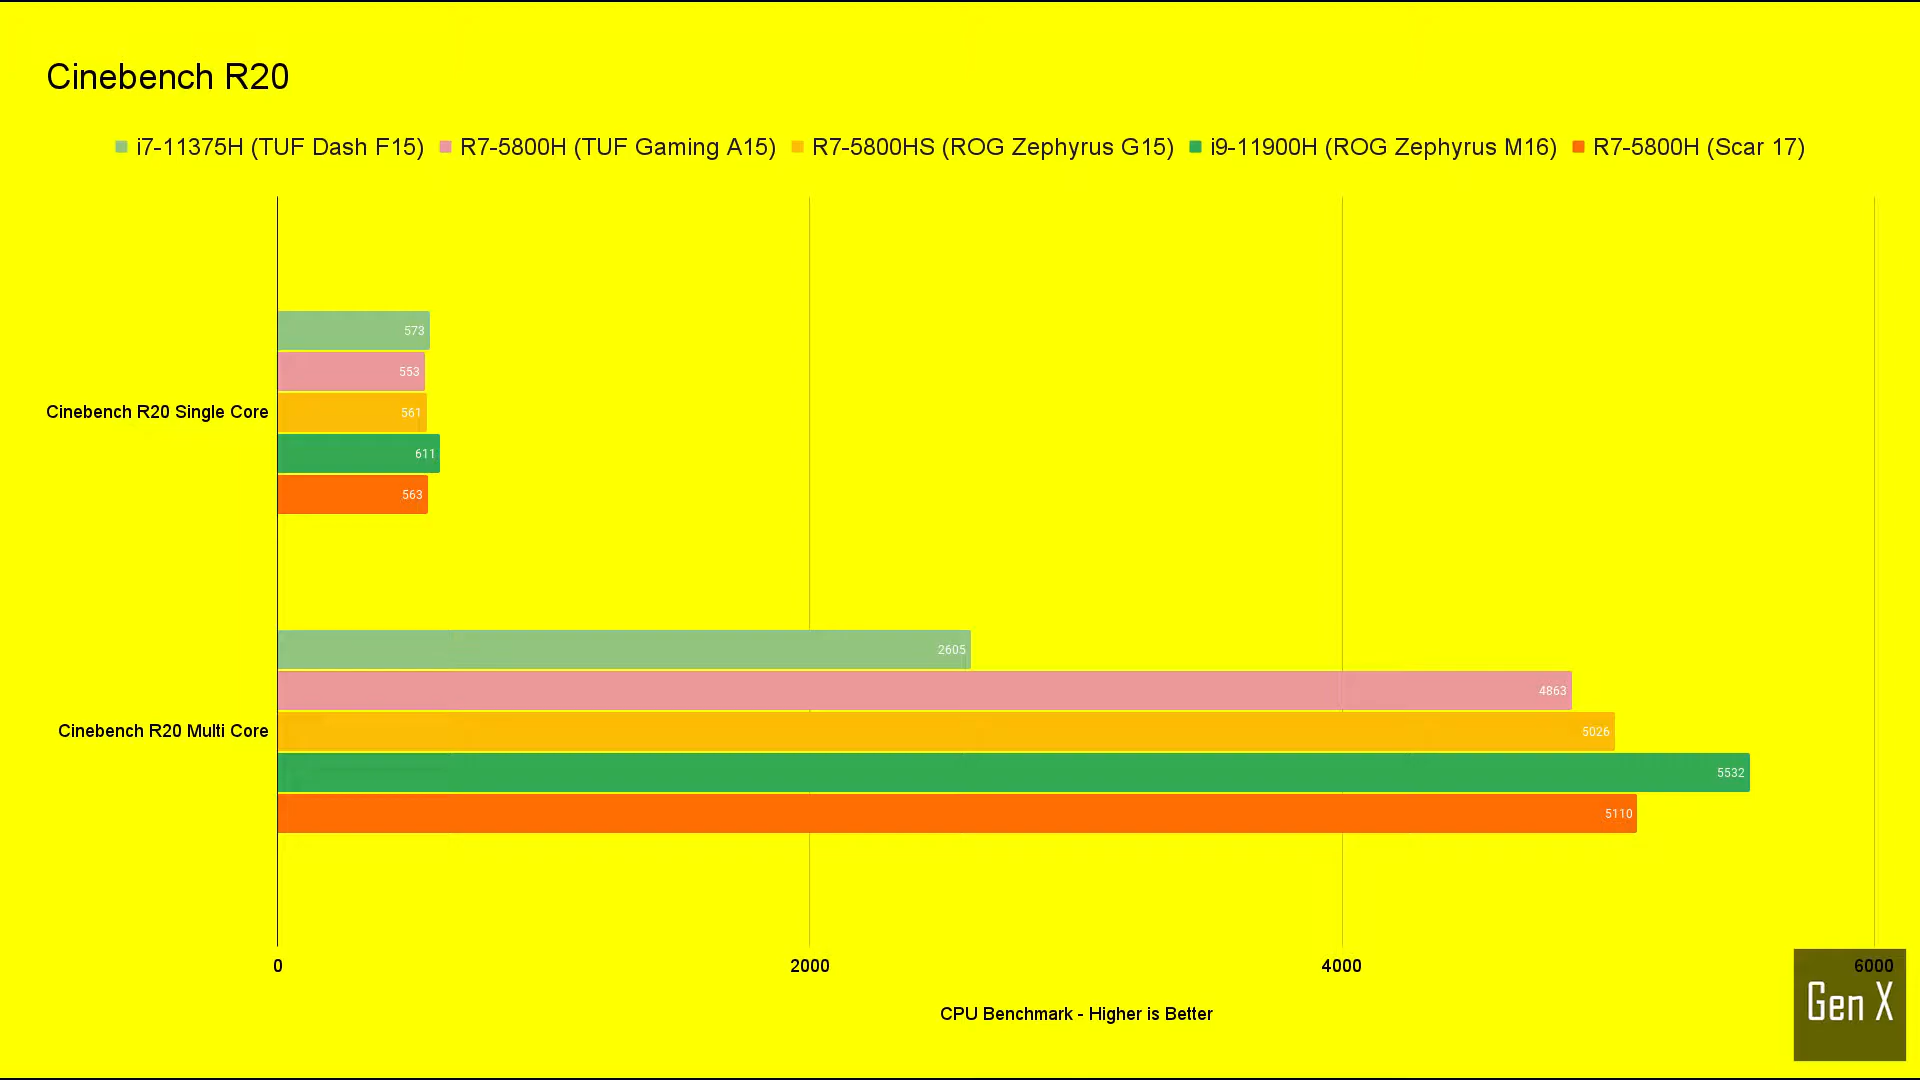 Cinebench R20
i7-11375H (TUF Dash F15) R7-5800H (TUF Gaming A15) R7-5800HS (ROG Zephyrus G15) i9-11900H (ROG Zephyrus M16) R7-5800H (Scar 17)
573
553
Cinebench R20 Single Core 561
611
563
2605
4863
Cinebench R20 Multi Core 5026
5532
5110
0 2000 4000 6000
CPU Benchmark - Higher is Better
Gen X